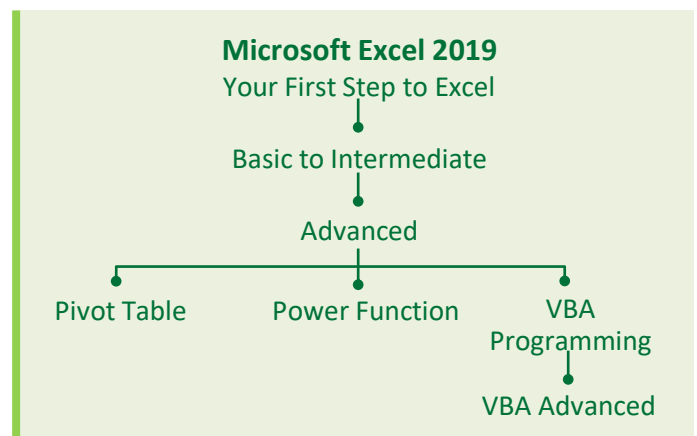 Microsoft Excel 2019
Your First Step to Excel
Basic to Intermediate
Advanced
Pivot Table
Power Function
VBA
Programming
VBA Advanced